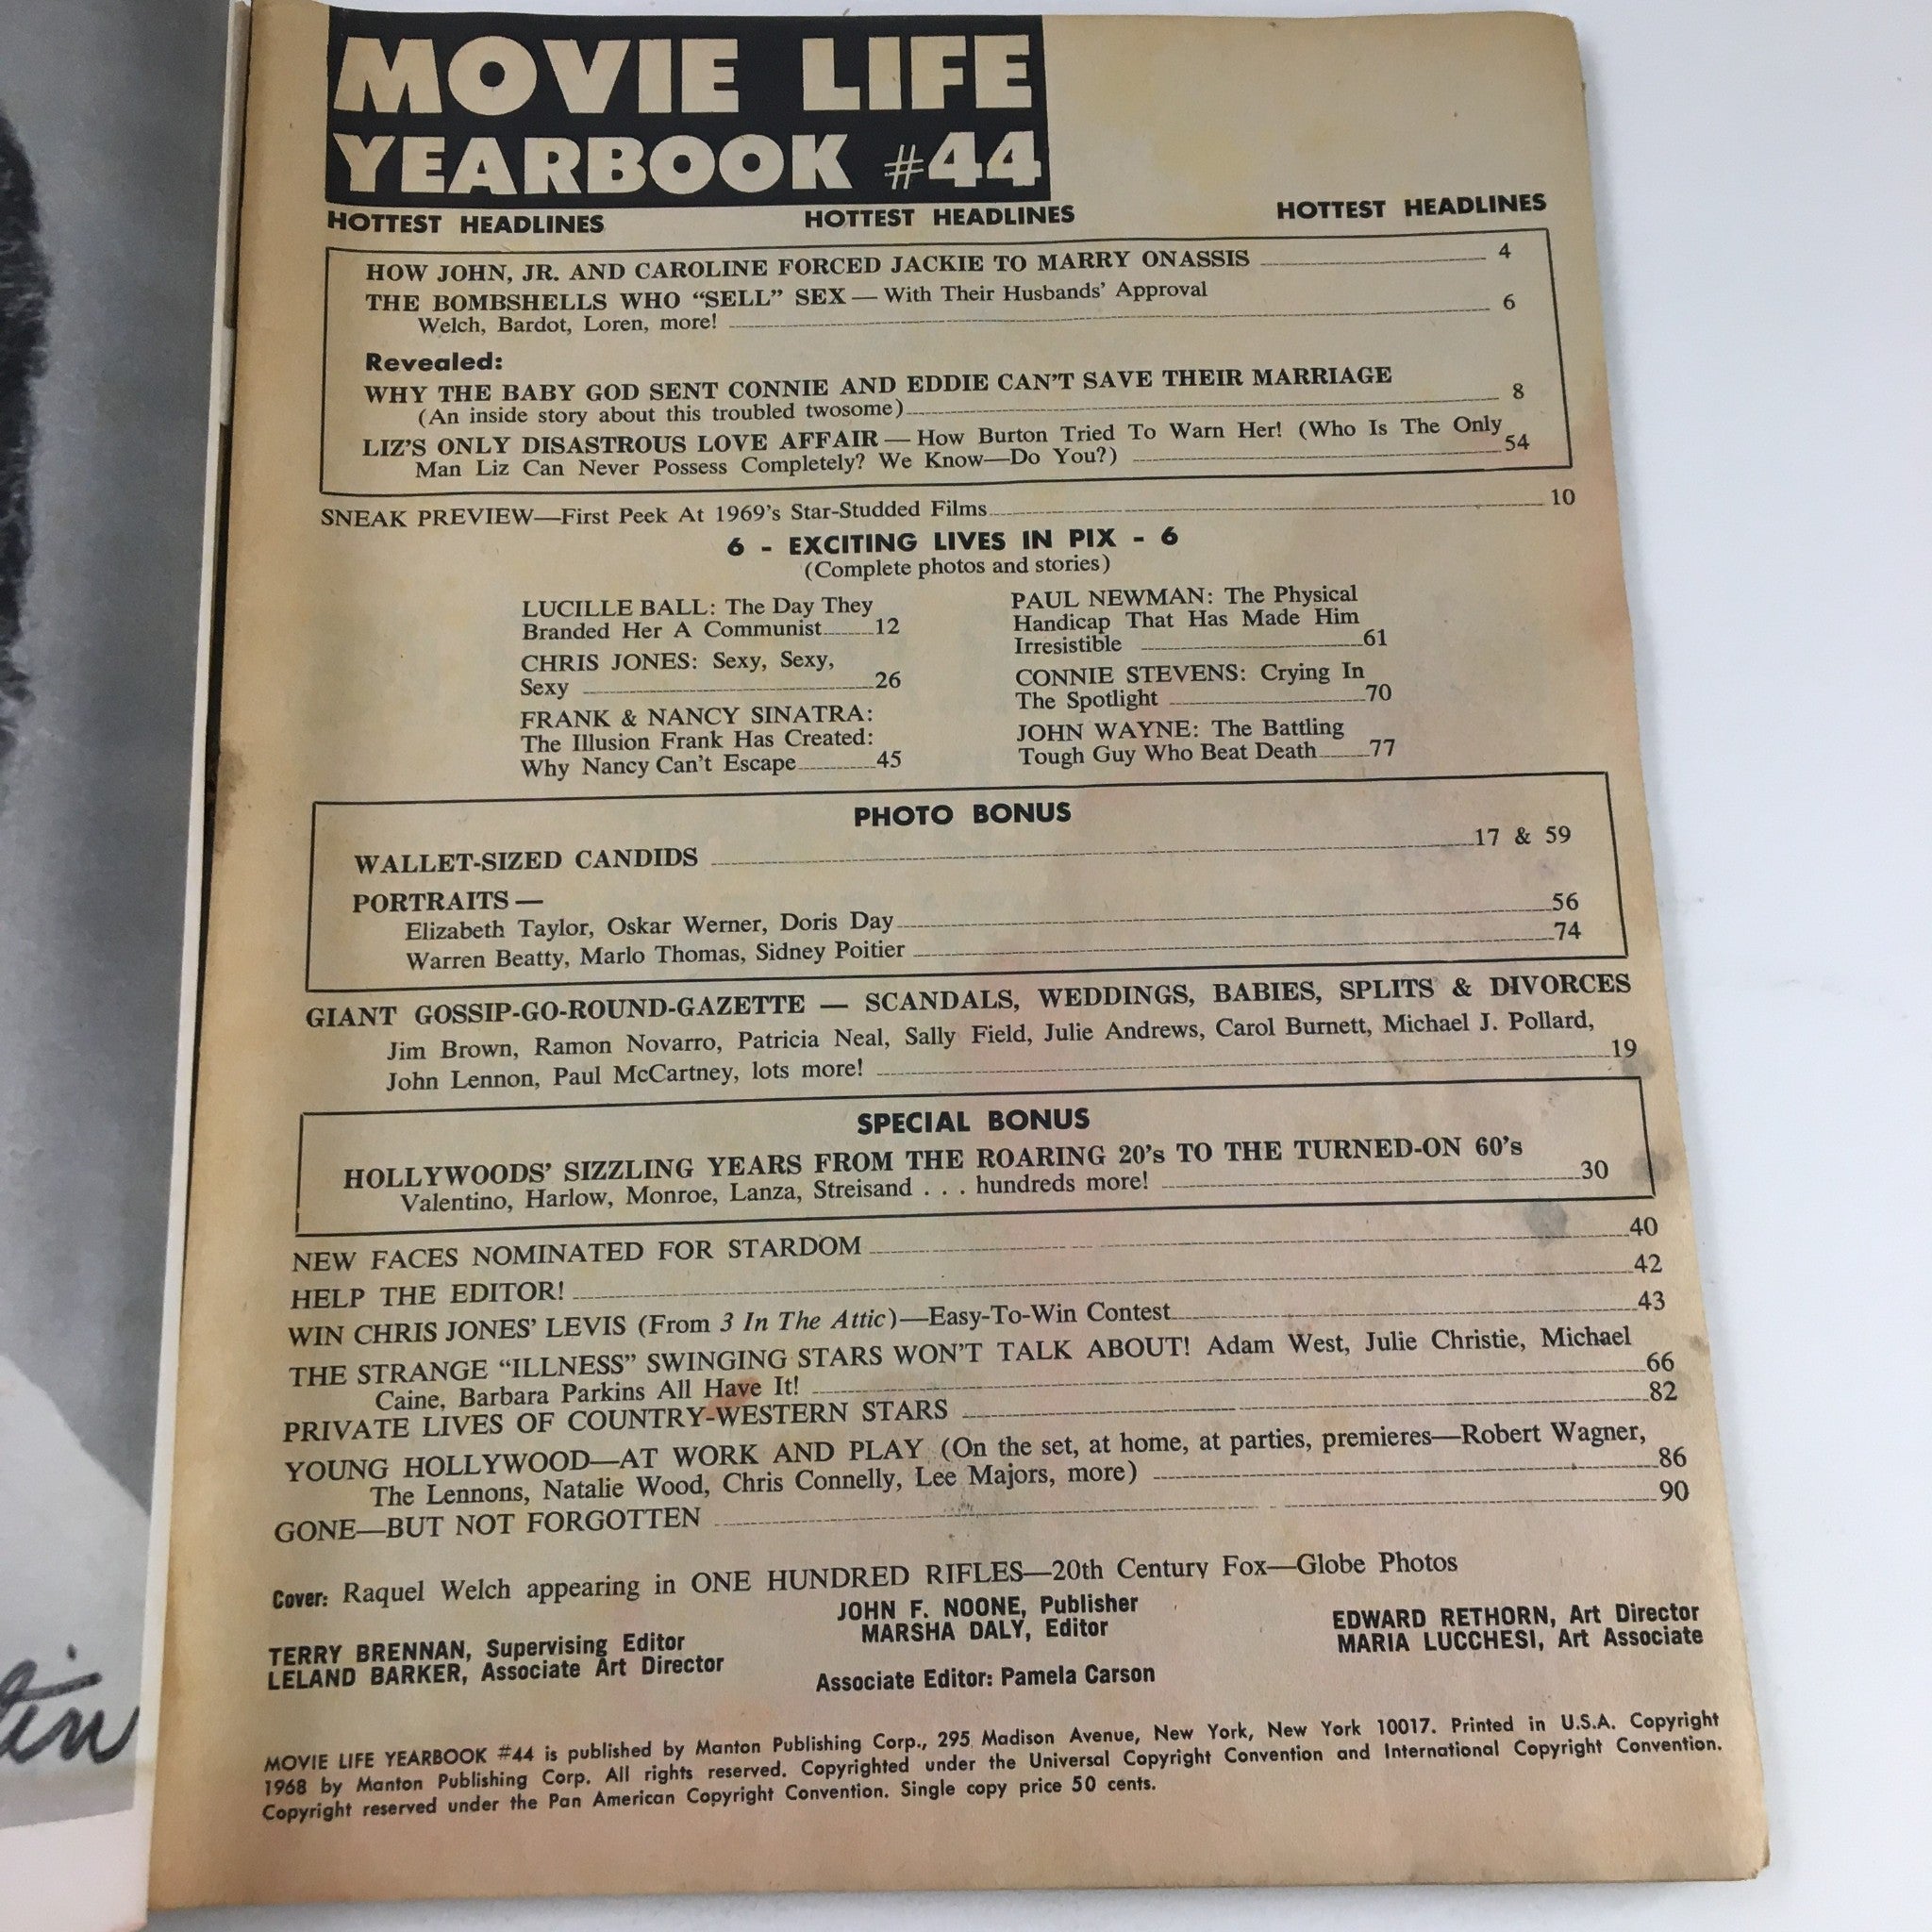 MOVIE LIFE
YEARBOOK #44
HOTTEST HEADLINES HOTTEST HEADLINES HOTTEST HEADLINES
HOW JOHN, JR. AND CAROLINE FORCED JACKIE TO MARRY ONASSIS 4
THE BOMBSHELLS WHO “SELL” SEX — With Their Husbands’ Approval
Welch, Bardot, Loren, more! 6
Revealed:
WHY THE BABY GOD SENT CONNIE AND EDDIE CAN’T SAVE THEIR MARRIAGE
(An inside story about this troubled twosome) 8
LIZ’S ONLY DISASTROUS LOVE AFFAIR — How Burton Tried To Warn Her! (Who Is The Only
Man Liz Can Never Possess Completely? We Know—Do You?) 54
SNEAK PREVIEW—First Peek At 1969’s Star-Studded Films 10
6 - EXCITING LIVES IN PIX - 6
(Complete photos and stories)
LUCILLE BALL: The Day They
Branded Her A Communist 12
CHRIS JONES: Sexy, Sexy,
Sexy 26
FRANK & NANCY SINATRA:
The Illusion Frank Has Created:
Why Nancy Can’t Escape 45
PAUL NEWMAN: The Physical
Handicap That Has Made Him
Irresistible 61
CONNIE STEVENS: Crying In
The Spotlight 70
JOHN WAYNE: The Battling
Tough Guy Who Beat Death 77
PHOTO BONUS
WALLET-SIZED CANDIDS 17 & 59
PORTRAITS —
Elizabeth Taylor, Oskar Werner, Doris Day 56
Warren Beatty, Marlo Thomas, Sidney Poitier 74
GIANT GOSSIP-GO-ROUND-GAZETTE — SCANDALS, WEDDINGS, BABIES, SPLITS & DIVORCES
Jim Brown, Ramon Novarro, Patricia Neal, Sally Field, Julie Andrews, Carol Burnett, Michael J. Pollard,
John Lennon, Paul McCartney, lots more! 19
SPECIAL BONUS
HOLLYWOODS’ SIZZLING YEARS FROM THE ROARING 20’s TO THE TURNED-ON 60’s
Valentino, Harlow, Monroe, Lanza, Streisand . . . hundreds more! 30
NEW FACES NOMINATED FOR STARDOM 40
HELP THE EDITOR! 42
WIN CHRIS JONES’ LEVIS (From 3 In The Attic)—Easy-To-Win Contest 43
THE STRANGE “ILLNESS” SWINGING STARS WON’T TALK ABOUT! Adam West, Julie Christie, Michael
Caine, Barbara Parkins All Have It! 66
PRIVATE LIVES OF COUNTRY-WESTERN STARS 82
YOUNG HOLLYWOOD—AT WORK AND PLAY (On the set, at home, at parties, premieres—Robert Wagner,
The Lennons, Natalie Wood, Chris Connelly, Lee Majors, more) 86
GONE—BUT NOT FORGOTTEN 90
Cover: Raquel Welch appearing in ONE HUNDRED RIFLES—20th Century Fox—Globe Photos
JOHN F. NOONE, Publisher
MARSHA DALY, Editor
TERRY BRENNAN, Supervising Editor
LELAND BARKER, Associate Art Director
Associate Editor: Pamela Carson
EDWARD RETHORN, Art Director
MARIA LUCCHESI, Art Associate
MOVIE LIFE YEARBOOK #44 is published by Manton Publishing Corp., 295 Madison Avenue, New York, New York 10017. Printed in U.S.A. Copyright
1968 by Manton Publishing Corp. All rights reserved. Copyrighted under the Universal Copyright Convention and International Copyright Convention.
Copyright reserved under the Pan American Copyright Convention. Single copy price 50 cents.